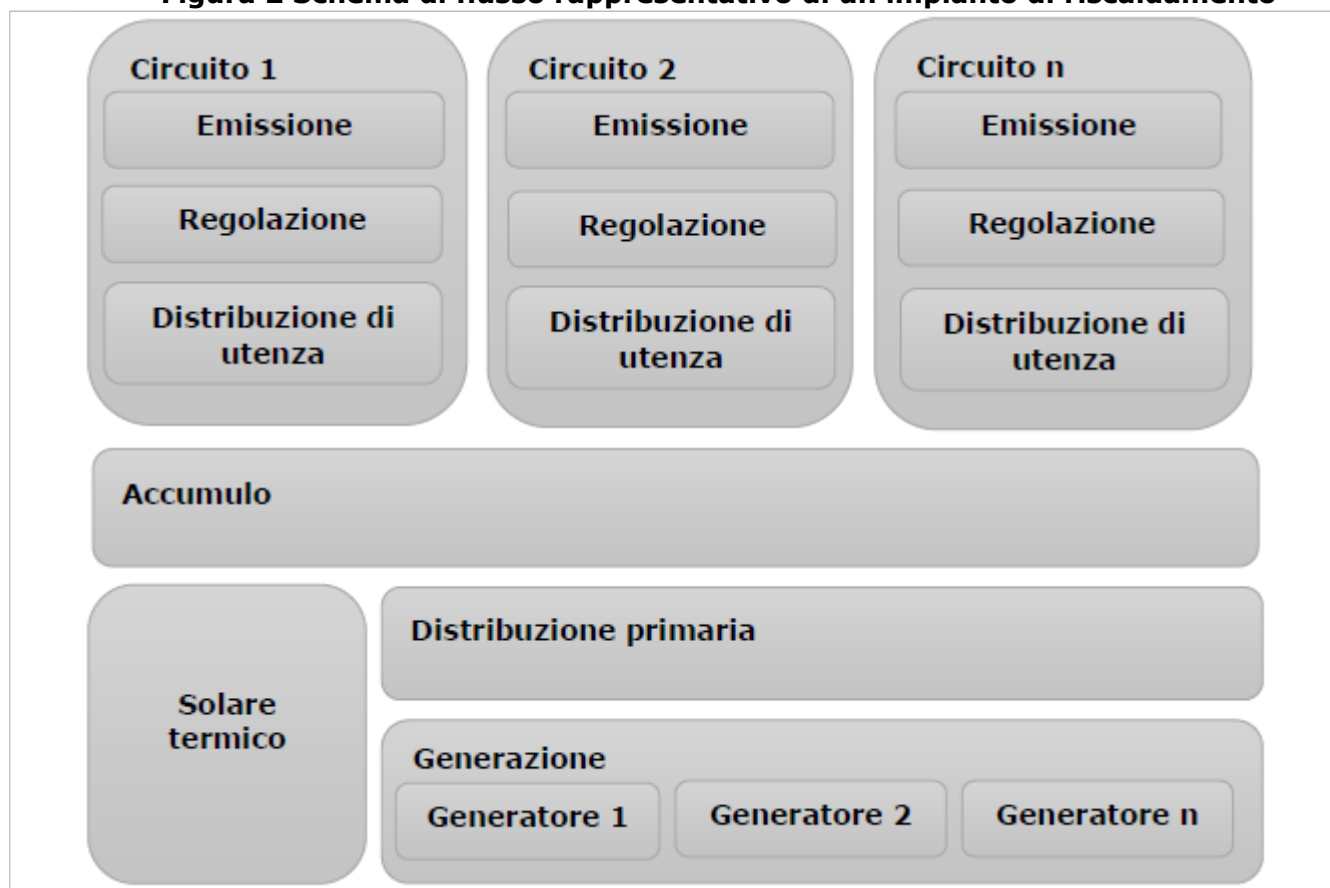 Figura 2 Schema di flusso rappresentativo di un impianto di riscaldamento
Circuito 1
Emissione
Regolazione
Distribuzione di
utenza
Circuito 2
Emissione
Regolazione
Distribuzione di
utenza
Circuito n
Emissione
Regolazione
Distribuzione di
utenza
Accumulo
Solare
termico
Distribuzione primaria
Generazione
Generatore 1
Generatore 2
Generatore n